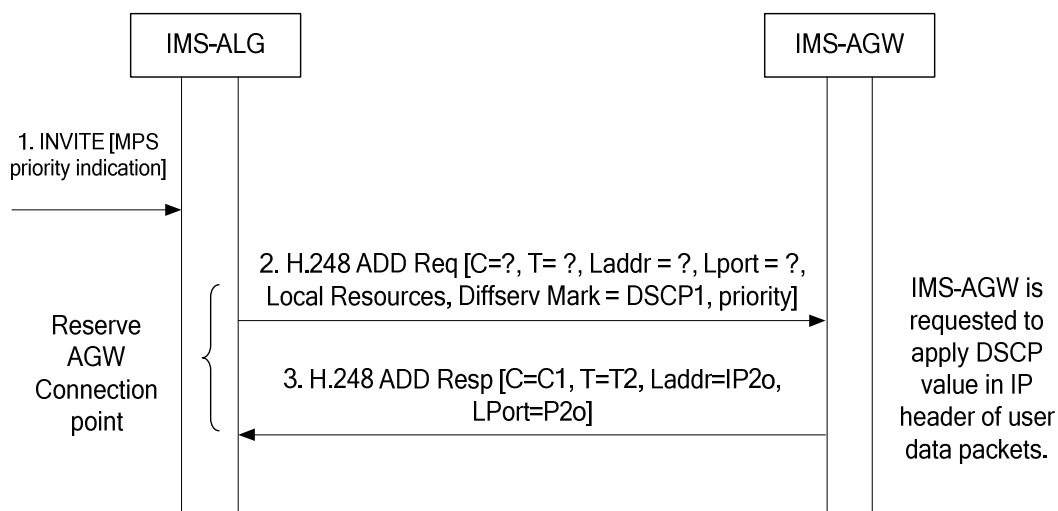 IMS-ALG
IMS-AGW
1. INVITE [MPS
priority indication]
2. H.248 ADD Req [C=?, T= ?, Laddr = ?, Lport = ?,
Local Resources, Diffserv Mark = DSCP1, priority]
Reserve
AGW
Connection
point
3. H.248 ADD Resp [C=C1, T=T2, Laddr=IP2o,
LPort=P2o]
IMS-AGW is
requested to
apply DSCP
value in IP
header of user
data packets.